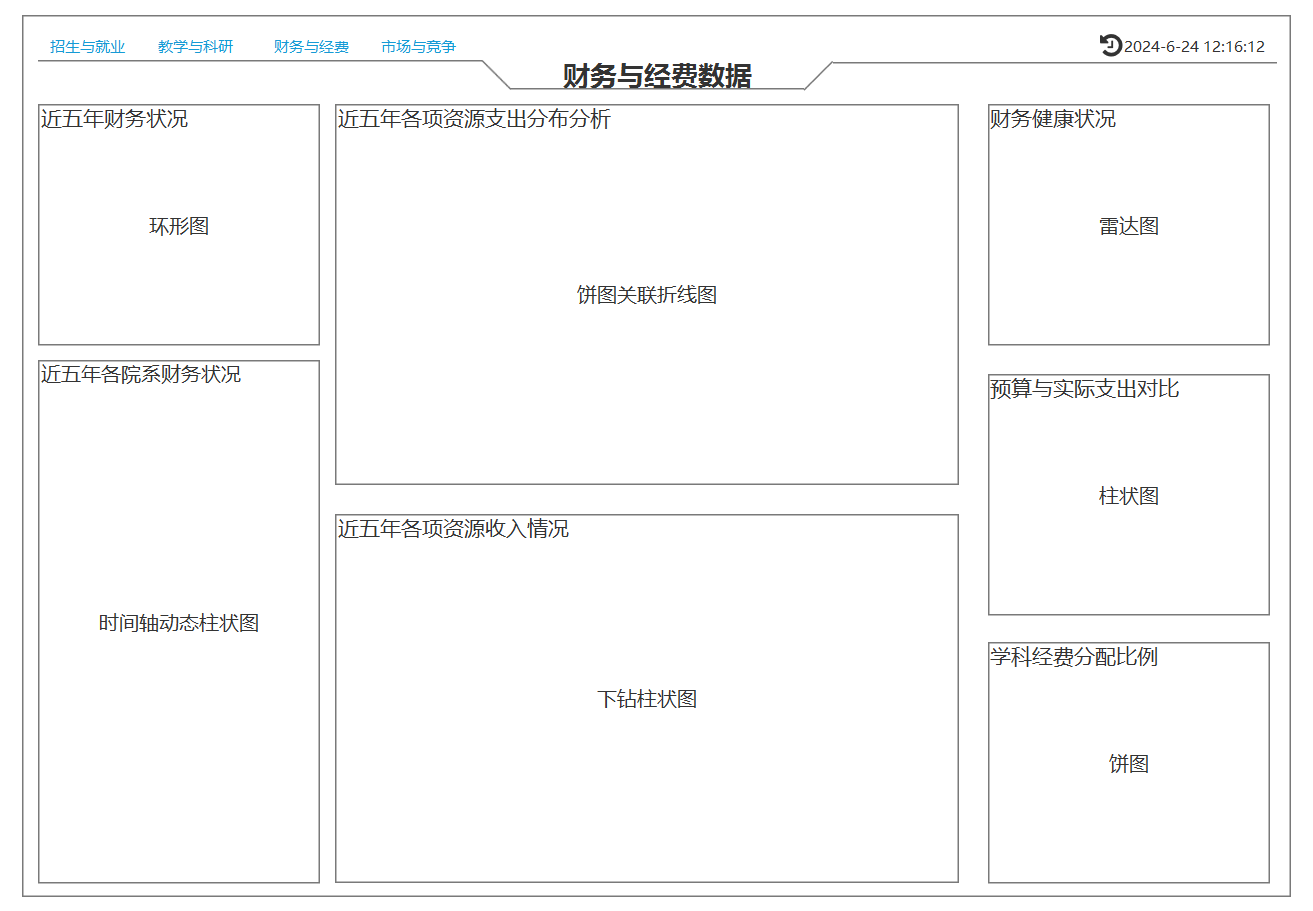 招生与就业 教学与科研 财务与经费 市场与竞争
2024-6-24 12:16:12
财务与经费数据
近五年财务状况
环形图
近五年各院系财务状况
时间轴动态柱状图
近五年各项资源支出分布分析
饼图关联折线图
近五年各项资源收入情况
下钻柱状图
财务健康状况
雷达图
预算与实际支出对比
柱状图
学科经费分配比例
饼图